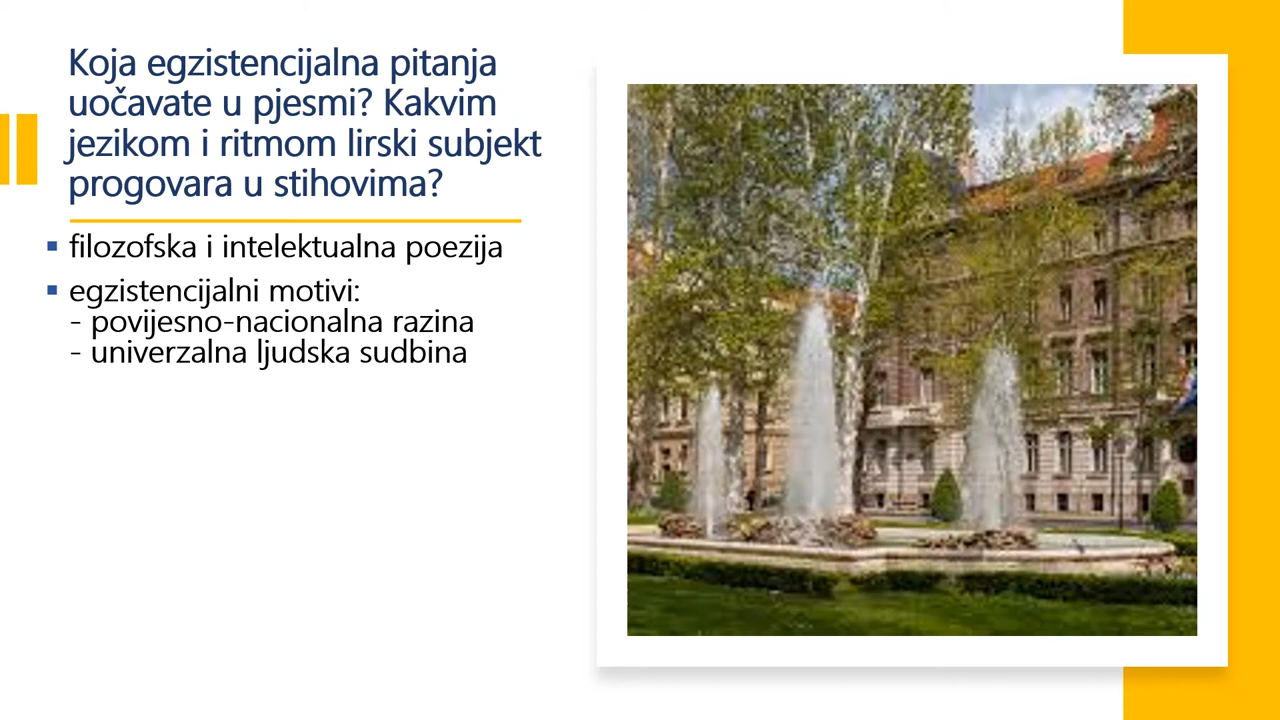 Koja egzistencijalna pitanja
uočavate u pjesmi? Kakvim
jezikom i ritmom lirski subjekt
progovara u stihovima?
▪ filozofska i intelektualna poezija
▪ egzistencijalni motivi:
- povijesno-nacionalna razina
- univerzalna ljudska sudbina